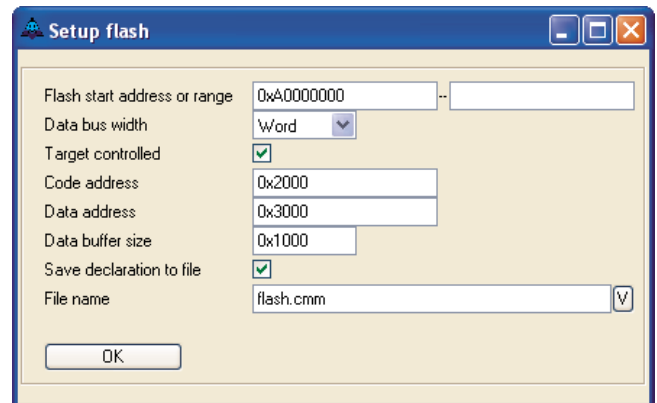 Setup flash
Flash start address or range 0xA0000000 --
Data bus width Word
Target controlled
Code address 0x2000
Data address 0x3000
Data buffer size 0x1000
Save declaration to file
File name flash.cmm V
OK